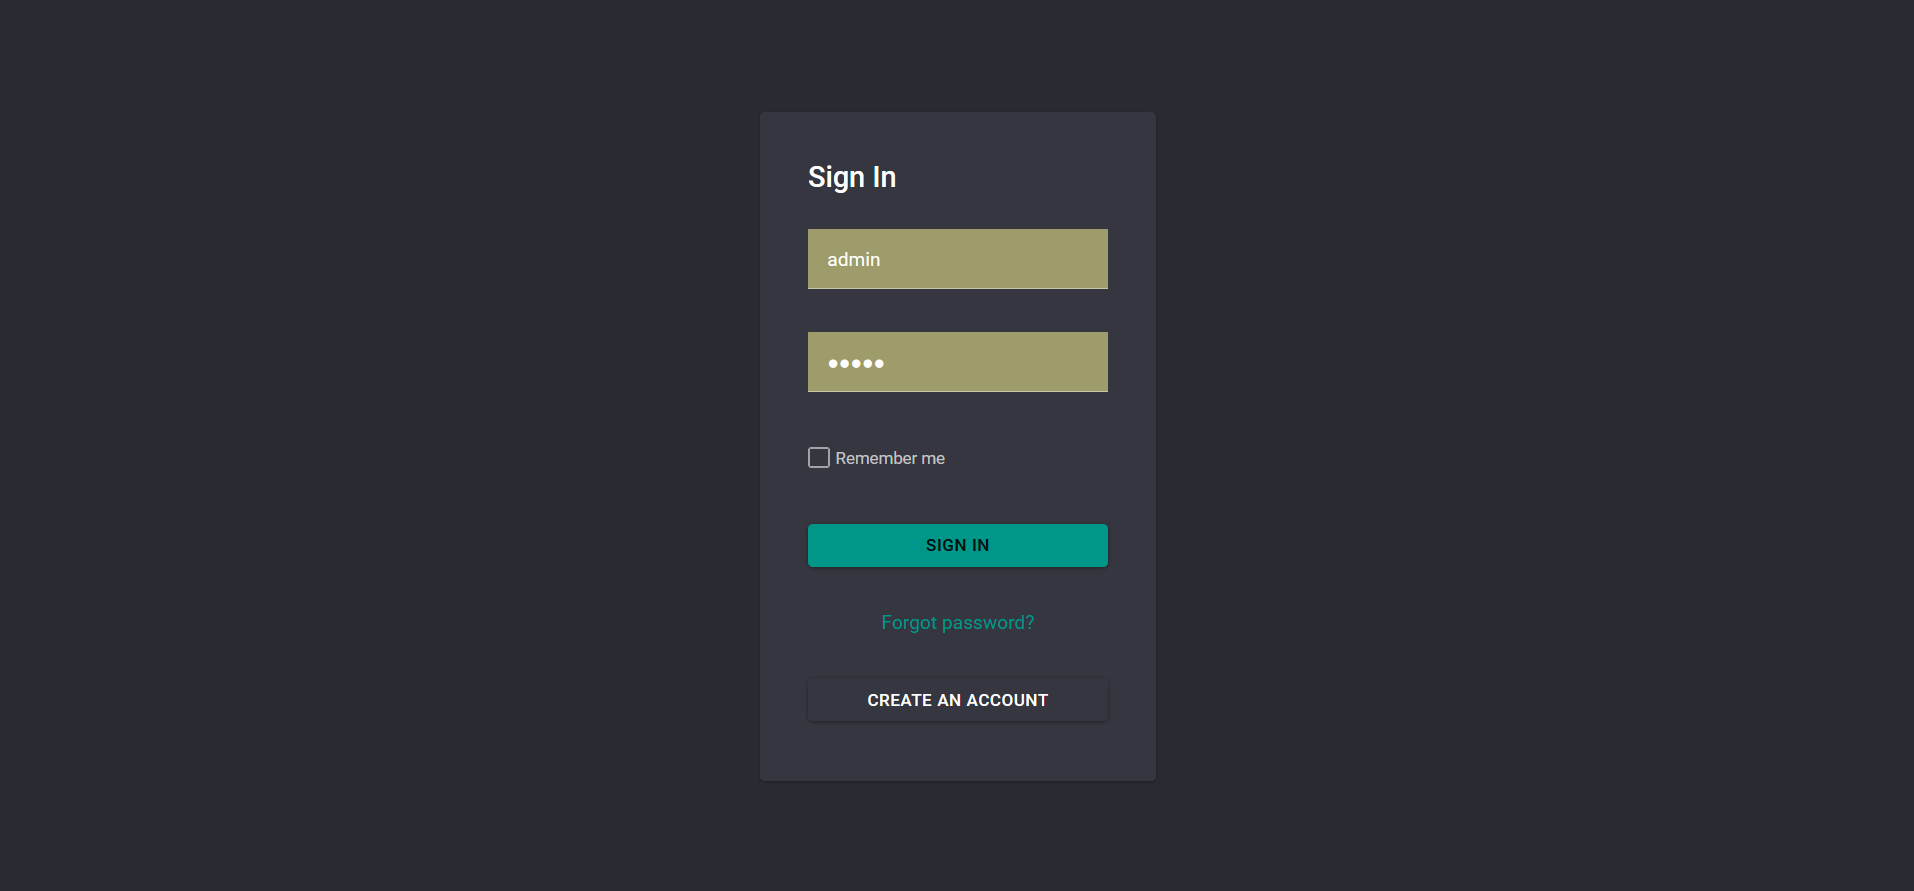 Sign In
admin
•••••
Remember me
SIGN IN
Forgot password?
CREATE AN ACCOUNT